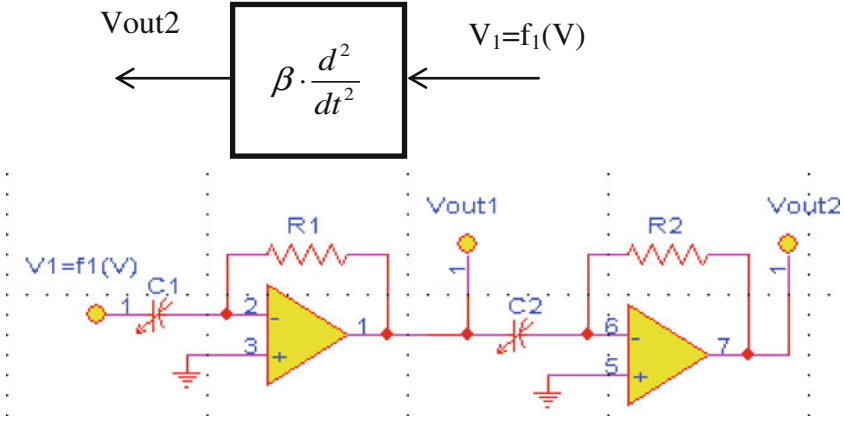 Vout2
V₁=f₁(V)
β · d²/dt²
Vout1
Vout2
R1
R2
V1=f1(V)
C1
C2
1
2
-
3
+
1
1
6
-
5
+
7
1